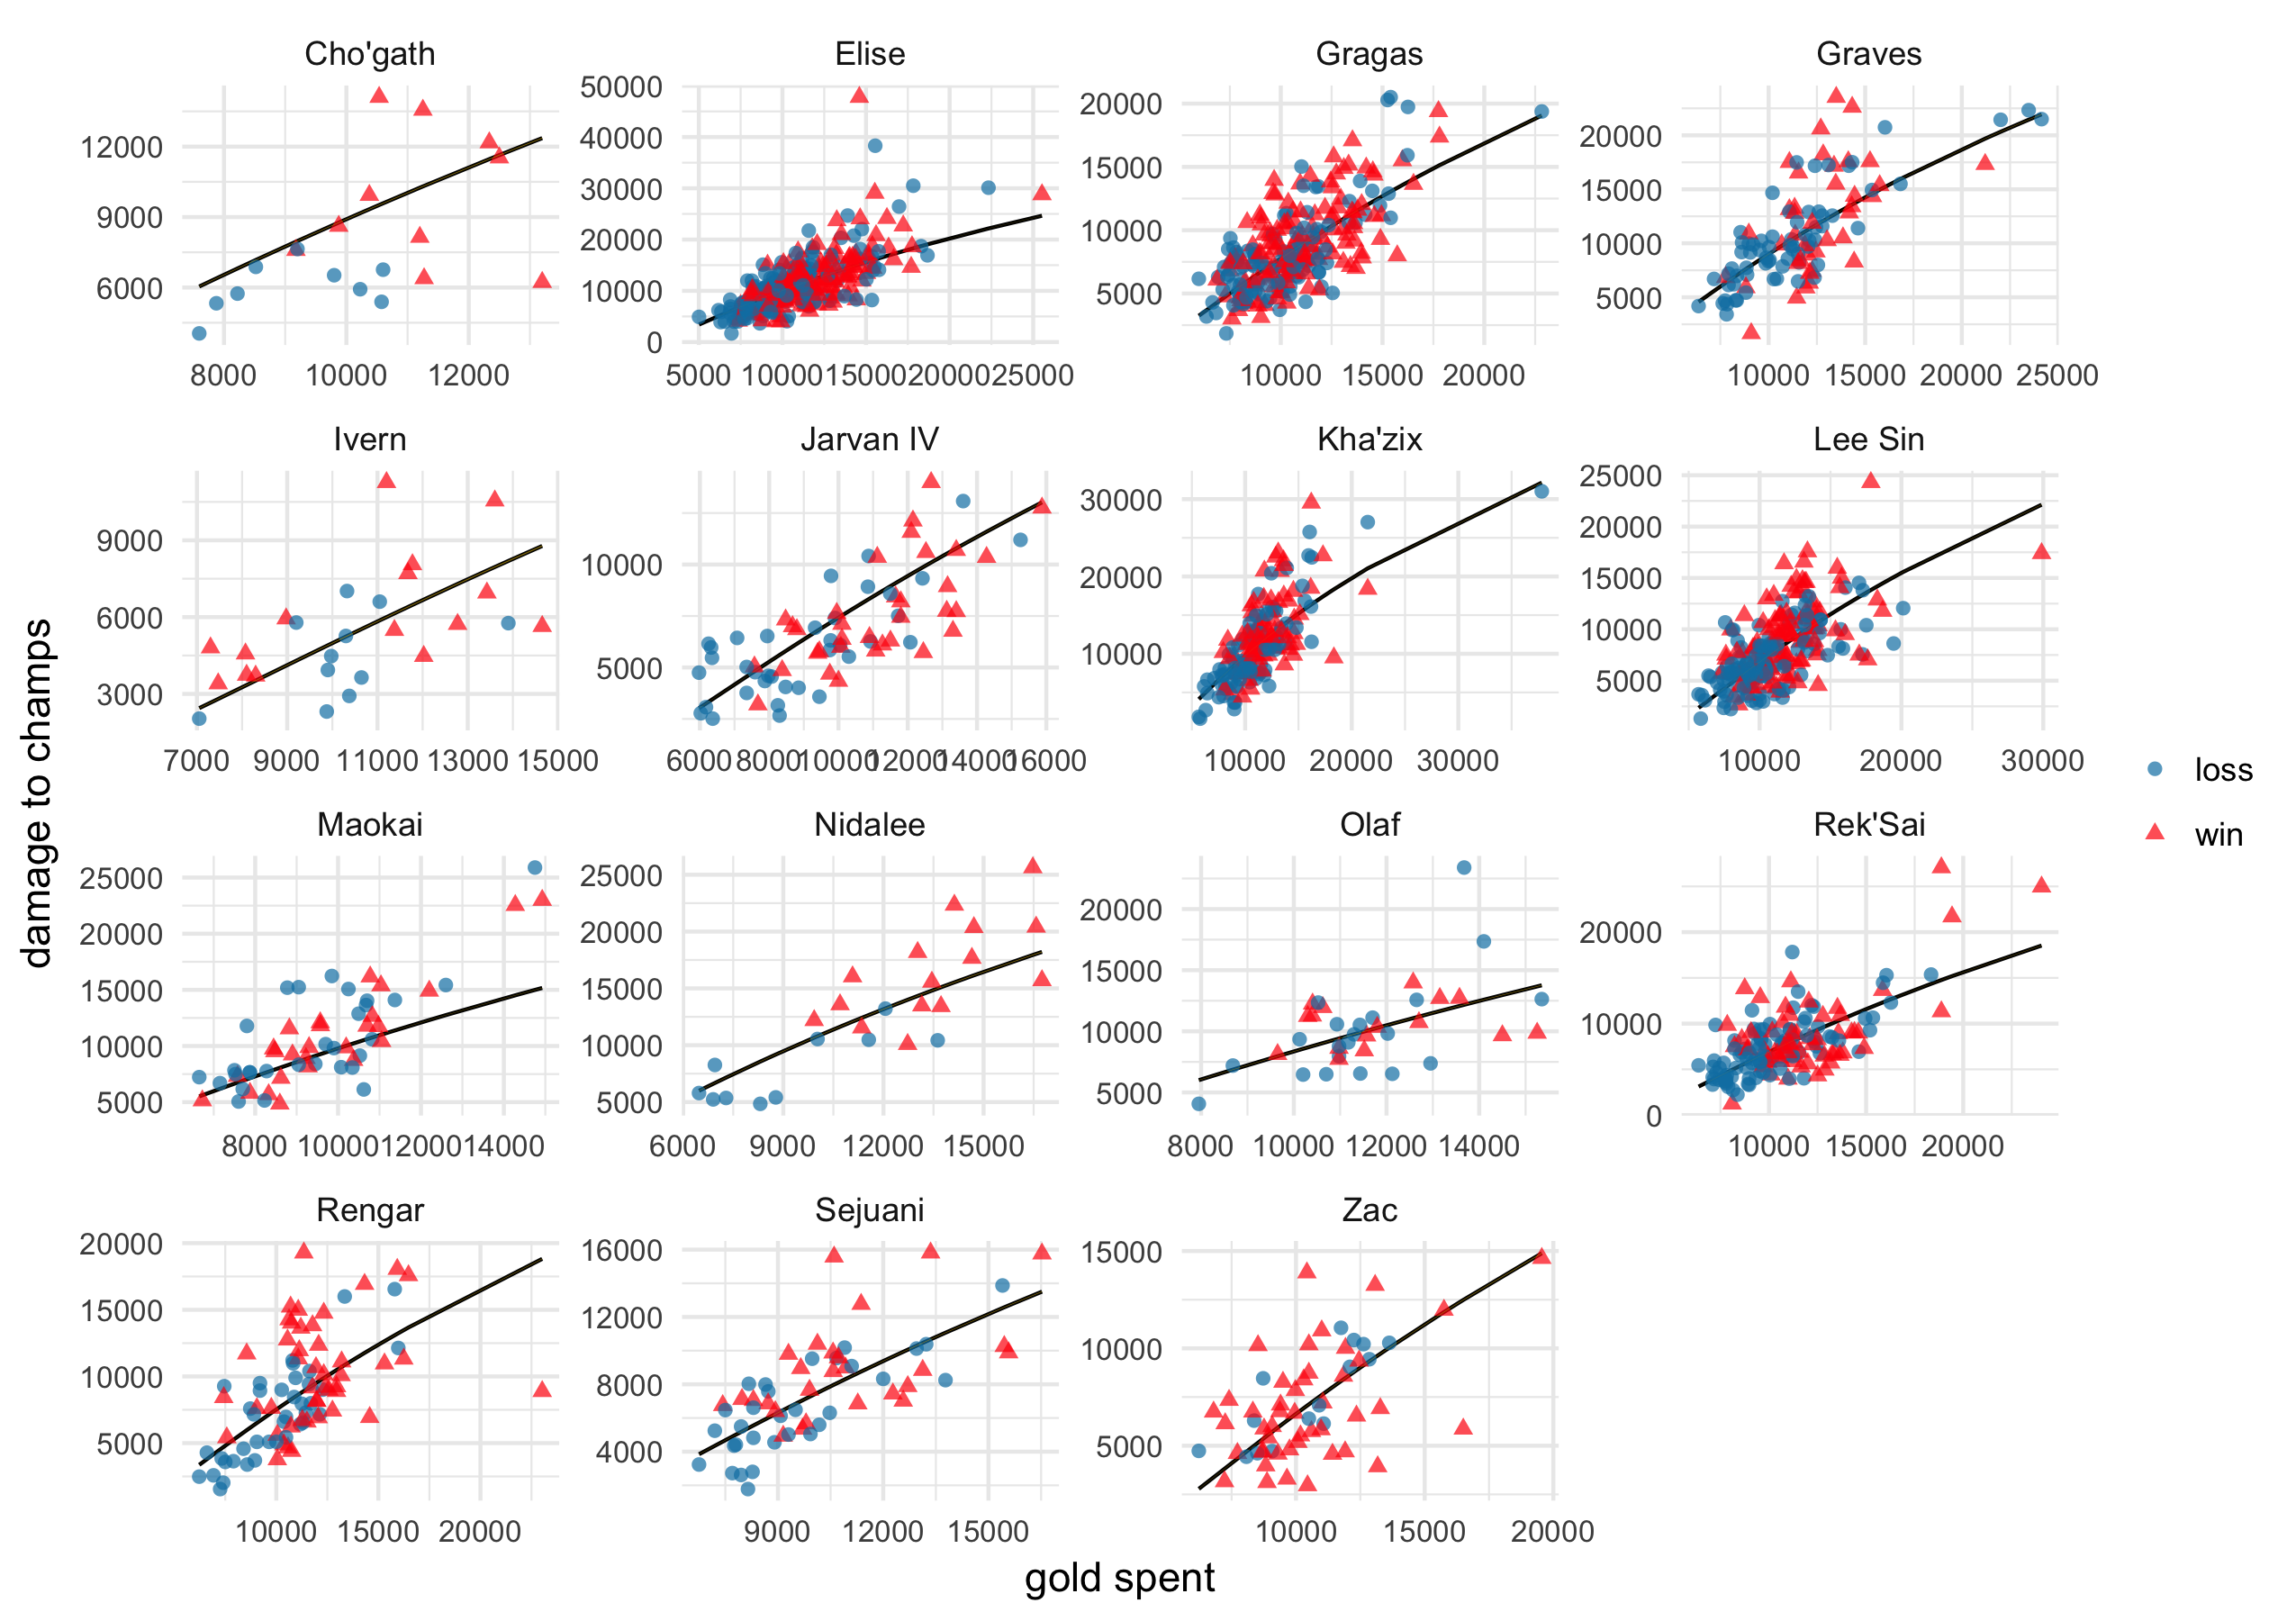 Cho'gath
Elise
Gragas
Graves
12000
9000
6000
8000 10000 12000
50000
40000
30000
20000
10000
0
5000 10000 15000 20000 25000
20000
15000
10000
5000
10000 15000 20000
20000
15000
10000
5000
10000 15000 20000 25000
Ivern
Jarvan IV
Kha'zix
Lee Sin
9000
6000
3000
7000 9000 11000 13000 15000
10000
5000
6000 8000 10000 12000 14000 16000
30000
20000
10000
10000 20000 30000
25000
20000
15000
10000
5000
10000 20000 30000
Maokai
Nidalee
Olaf
Rek'Sai
25000
20000
15000
10000
5000
8000 10000 12000 14000
25000
20000
15000
10000
5000
6000 9000 12000 15000
20000
15000
10000
5000
8000 10000 12000 14000
20000
10000
0
10000 15000 20000
Rengar
Sejuani
Zac
20000
15000
10000
5000
10000 15000 20000
16000
12000
8000
4000
9000 12000 15000
15000
10000
5000
10000 15000 20000
damage to champs
gold spent
loss
win